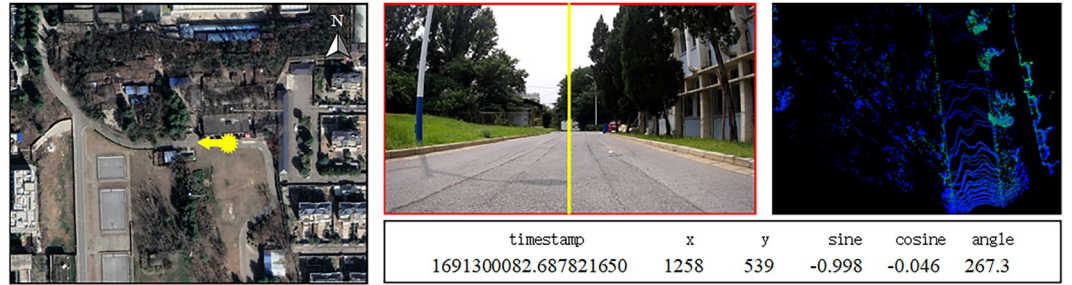 N
timestamp x y sine cosine angle
1691300082.687821650 1258 539 -0.998 -0.046 267.3